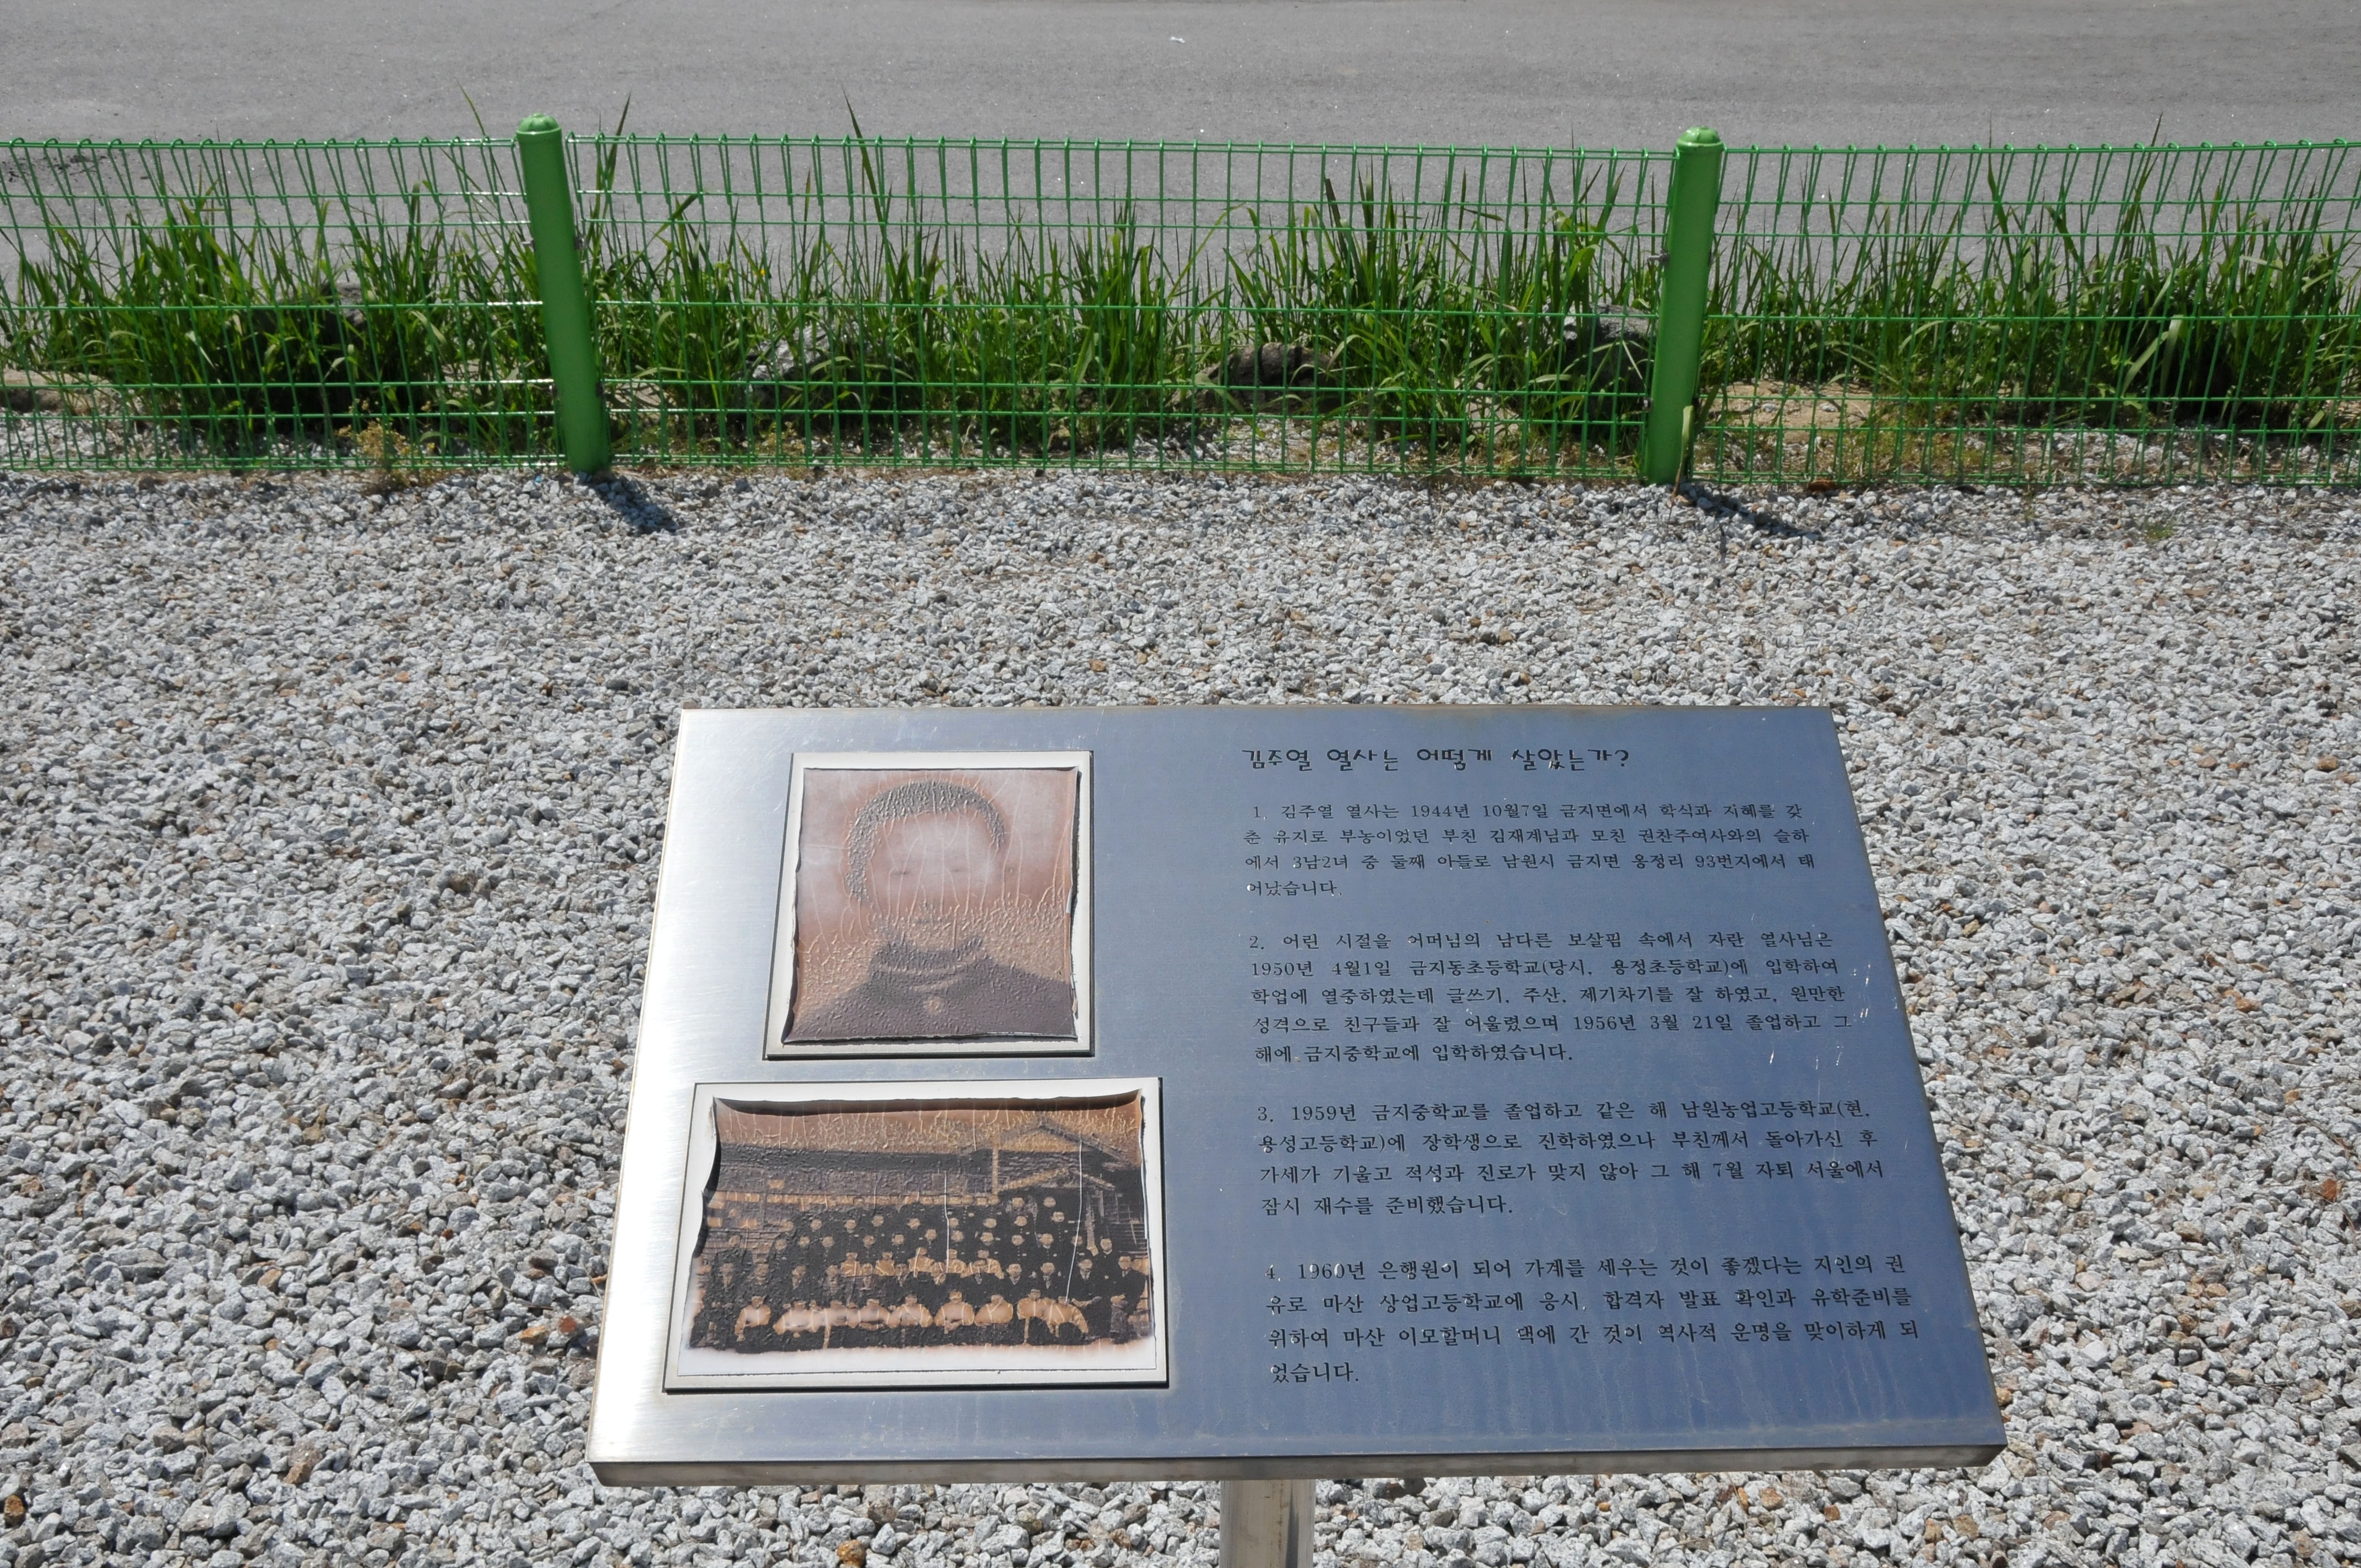 김주열 열사는 어떻게 살았는가?
1. 김주열 열사는 1944년 10월7일 금지면에서 학식과 지혜를 갖
춘 유지로 부농이었던 부친 김재계님과 모친 권찬주여사와의 슬하
에서 3남2녀 중 둘째 아들로 남원시 금지면 옹정리 93번지에서 태
어났습니다.
2. 어린 시절을 어머님의 남다른 보살핌 속에서 자란 열사님은
1950년 4월1일 금지동초등학교(당시, 용정초등학교)에 입학하여
학업에 열중하였는데 글쓰기, 주산, 제기차기를 잘 하였고, 원만한
성격으로 친구들과 잘 어울렸으며 1956년 3월 21일 졸업하고 그
해에 금지중학교에 입학하였습니다.
3. 1959년 금지중학교를 졸업하고 같은 해 남원농업고등학교(현,
용성고등학교)에 장학생으로 진학하였으나 부친께서 돌아가신 후
가세가 기울고 적성과 진로가 맞지 않아 그 해 7월 자퇴 서울에서
잠시 재수를 준비했습니다.
4. 1960년 은행원이 되어 가계를 세우는 것이 좋겠다는 지인의 권
유로 마산 상업고등학교에 응시, 합격자 발표 확인과 유학준비를
위하여 마산 이모할머니 댁에 간 것이 역사적 운명을 맞이하게 되
었습니다.